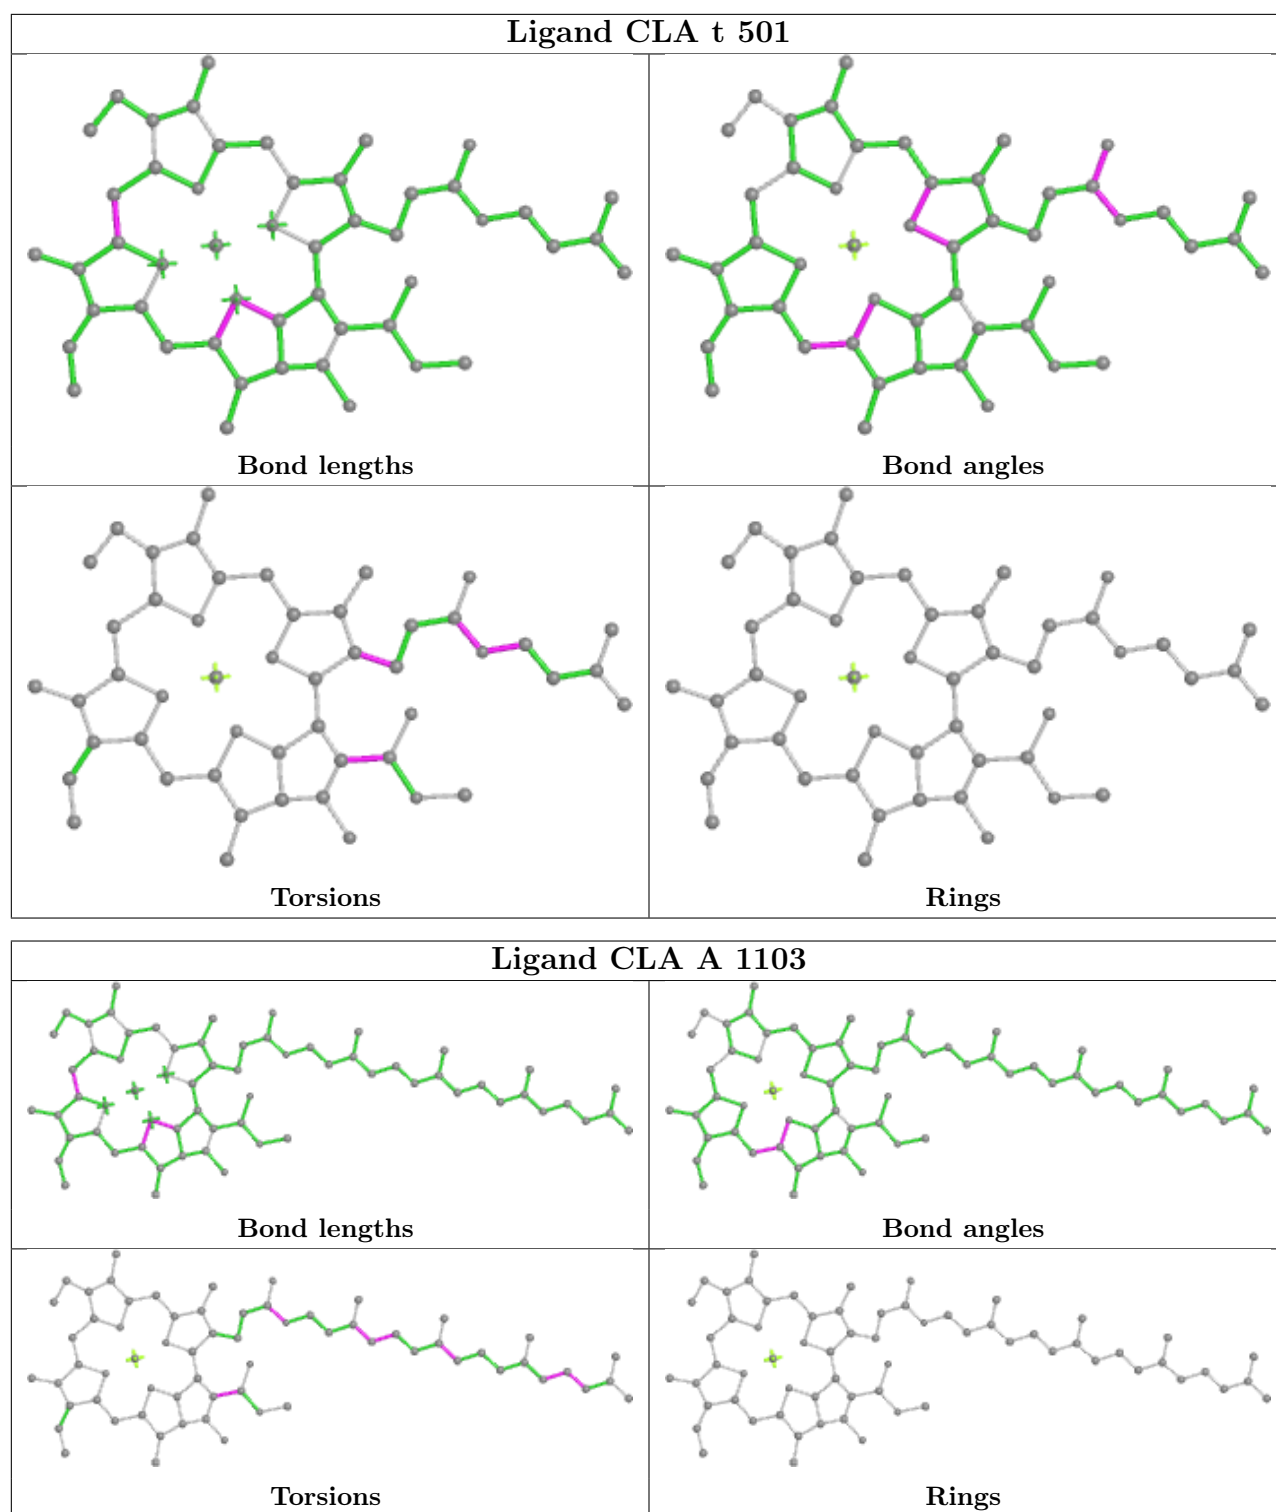 Ligand CLA t 501
Bond lengths
Bond angles
Torsions
Rings
Ligand CLA A 1103
Bond lengths
Bond angles
Torsions
Rings